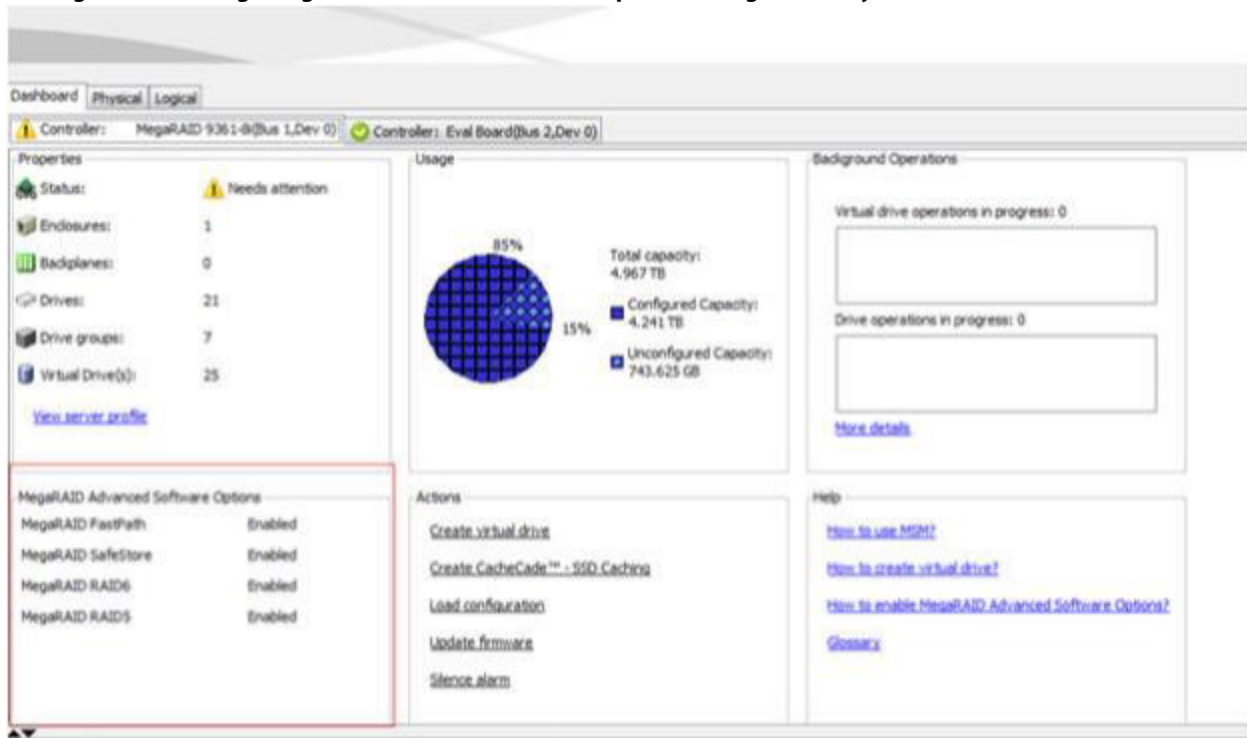 Dashboard Physical Logical
Controller: MegaRAID 9361-8i(Bus 1,Dev 0) Controller: Eval Board(Bus 2,Dev 0)
Properties
Status: Needs attention
Enclosures: 1
Backplanes: 0
Drives: 21
Drive groups: 7
Virtual Drive(s): 25
View server profile
Usage
85%
15%
Total capacity:
4.967 TB
Configured Capacity:
4.241 TB
Unconfigured Capacity:
743.625 GB
Background Operations
Virtual drive operations in progress: 0
Drive operations in progress: 0
More details
MegaRAID Advanced Software Options
MegaRAID FastPath Enabled
MegaRAID SafeStore Enabled
MegaRAID RAID6 Enabled
MegaRAID RAID5 Enabled
Actions
Create virtual drive
Create CacheCade™ - SSD Caching
Load configuration
Update firmware
Silence alarm
Help
How to use MSM?
How to create virtual drive?
How to enable MegaRAID Advanced Software Options?
Glossary